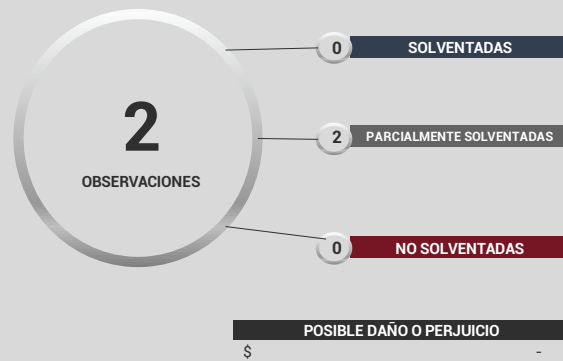 2
OBSERVACIONES
0 SOLVENTADAS
2 PARCIALMENTE SOLVENTADAS
0 NO SOLVENTADAS
POSIBLE DAÑO O PERJUICIO
$ -